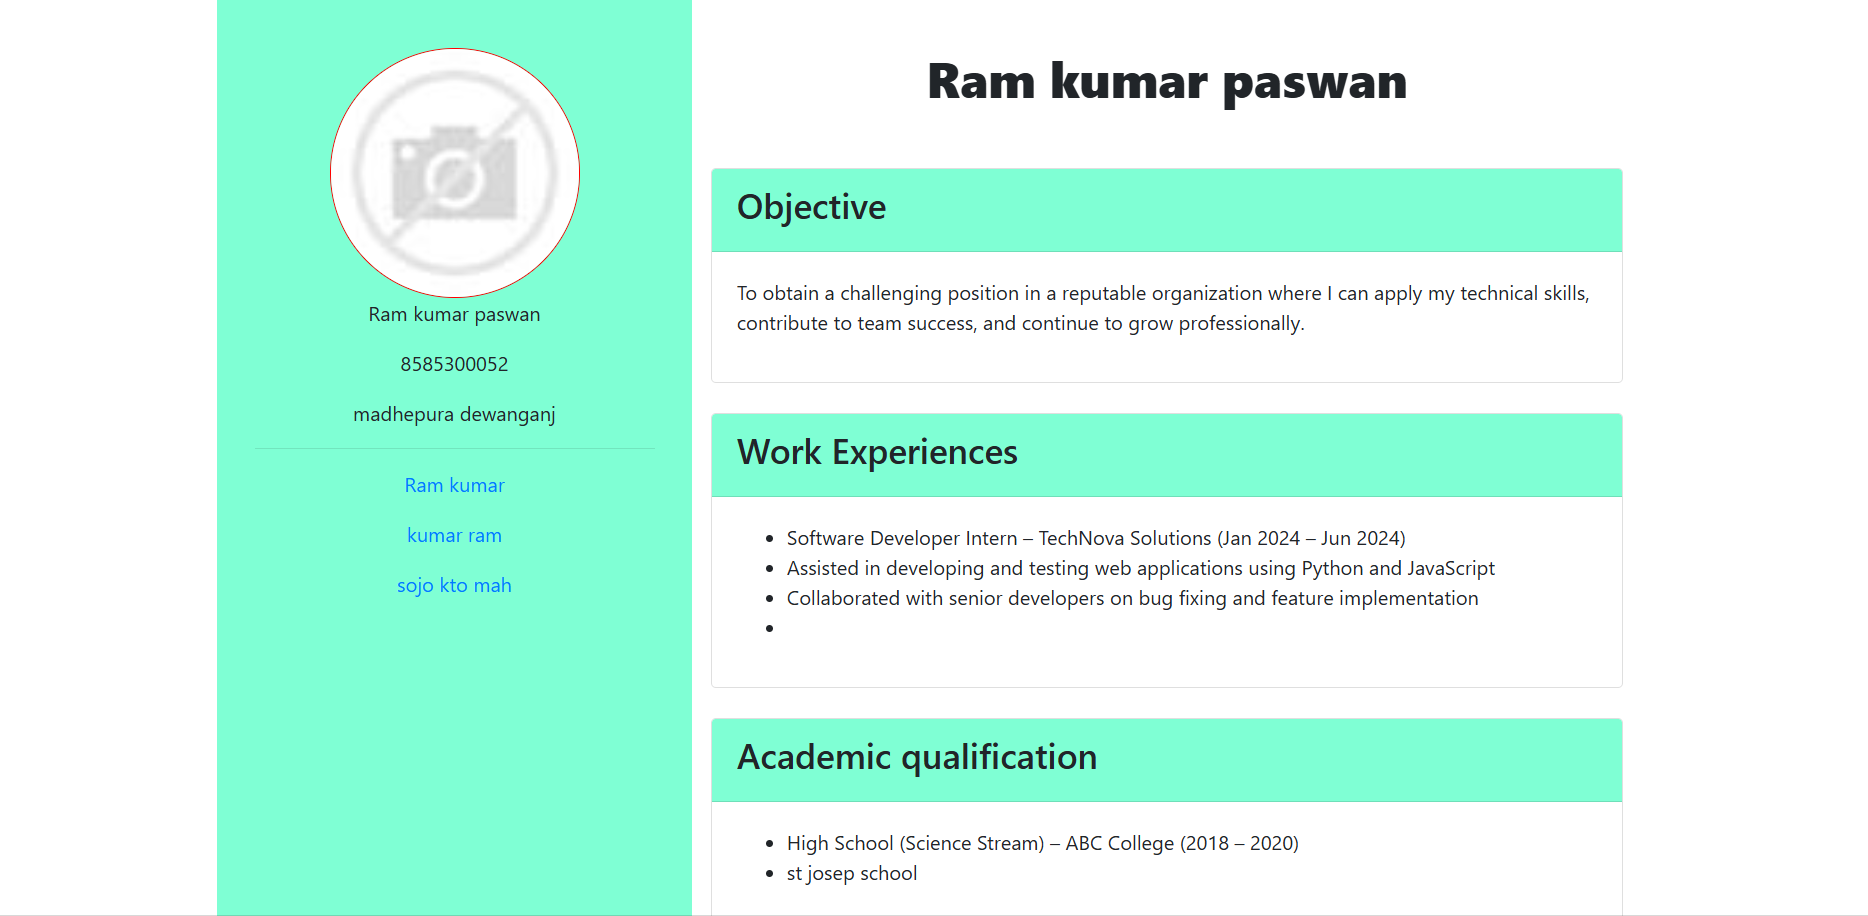 Ram kumar paswan
8585300052
madhepura dewanganj
Ram kumar
kumar ram
sojo kto mah
Ram kumar paswan
Objective
To obtain a challenging position in a reputable organization where I can apply my technical skills,
contribute to team success, and continue to grow professionally.
Work Experiences
Software Developer Intern – TechNova Solutions (Jan 2024 – Jun 2024)
Assisted in developing and testing web applications using Python and JavaScript
Collaborated with senior developers on bug fixing and feature implementation
Academic qualification
High School (Science Stream) – ABC College (2018 – 2020)
st josep school